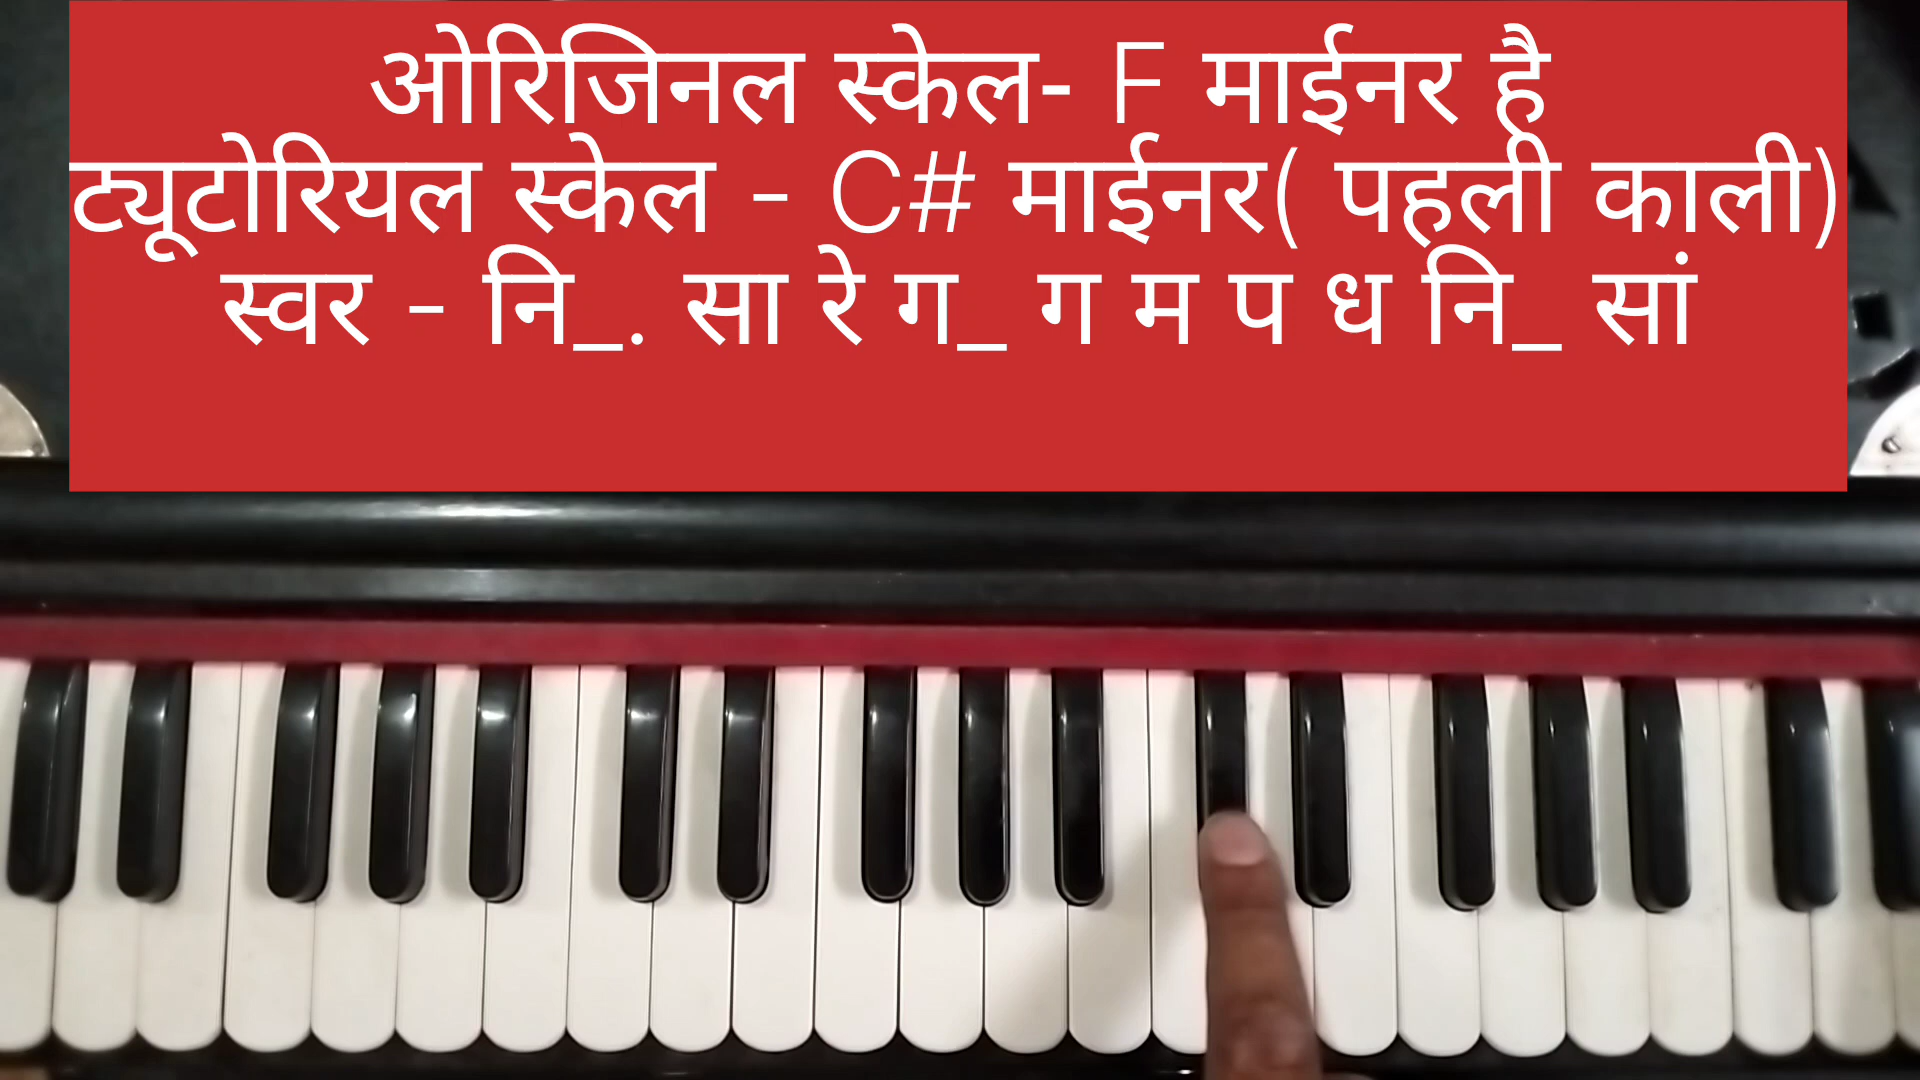 ओरिजिनल स्केल- F माईनर है
ट्यूटोरियल स्केल - C# माईनर( पहली काली)
स्वर - नि_. सा रे ग_ ग म प ध नि_ सां